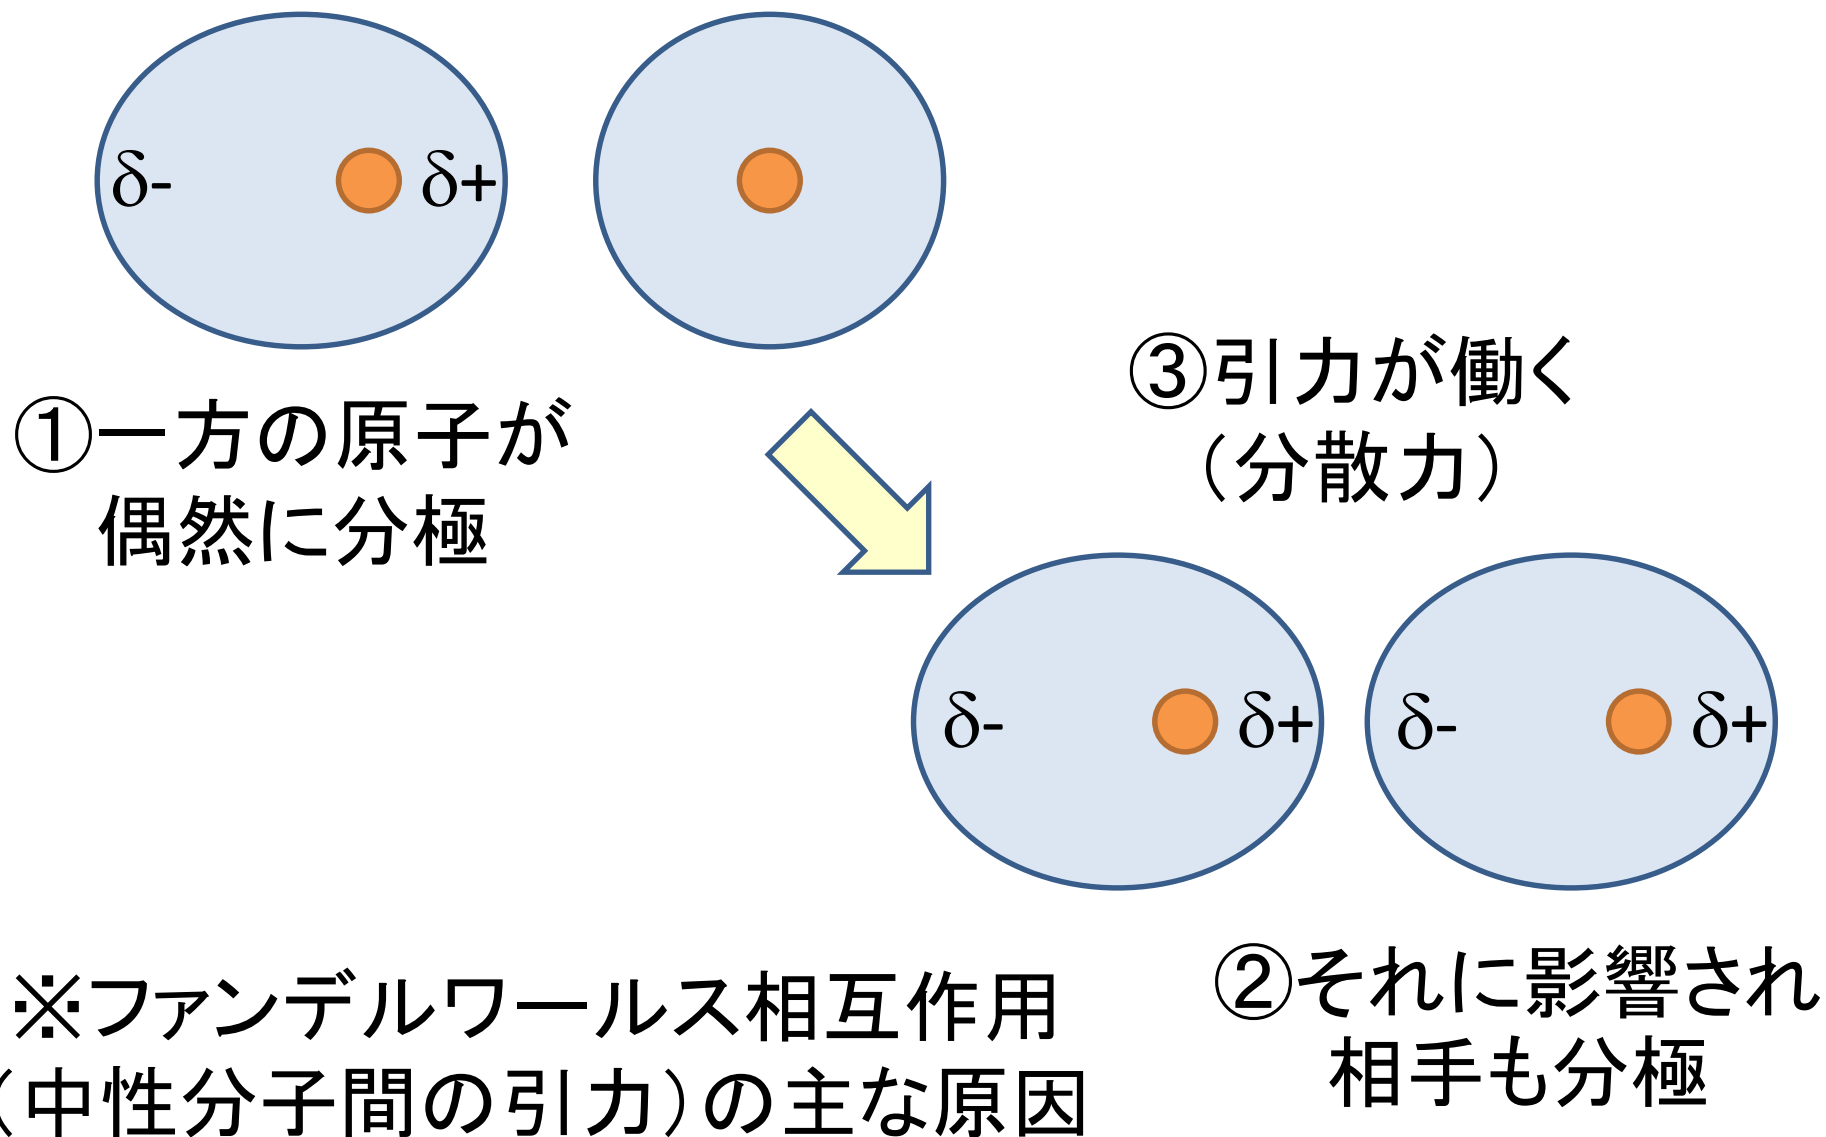 δ- δ+
①一方の原子が
偶然に分極
③引力が働く
（分散力）
δ- δ+ δ- δ+
②それに影響され
相手も分極
※ファンデルワールス相互作用
（中性分子間の引力）の主な原因